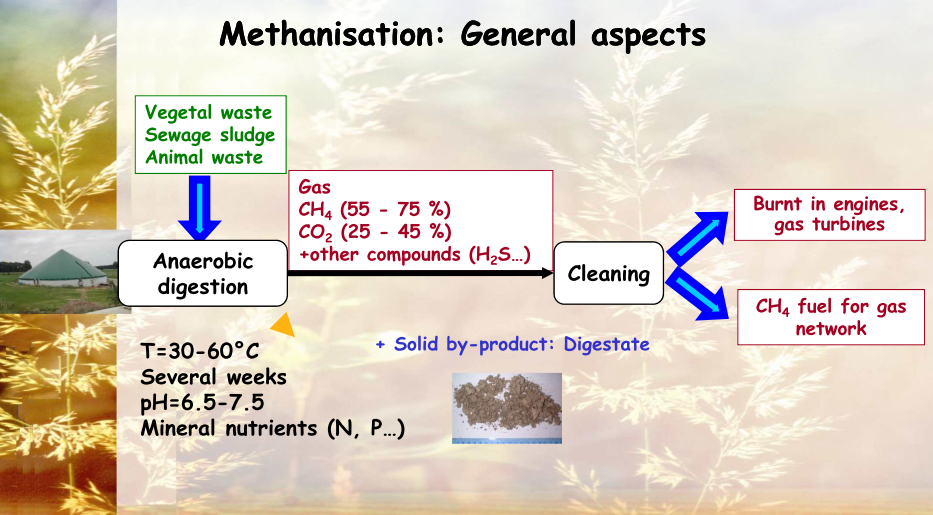 Methanisation: General aspects
Vegetal waste
Sewage sludge
Animal waste
Gas
CH₄ (55 - 75 %)
CO₂ (25 - 45 %)
+other compounds (H₂S…)
Burnt in engines,
gas turbines
Anaerobic
digestion
Cleaning
CH₄ fuel for gas
network
+ Solid by-product: Digestate
T=30-60°C
Several weeks
pH=6.5-7.5
Mineral nutrients (N, P…)